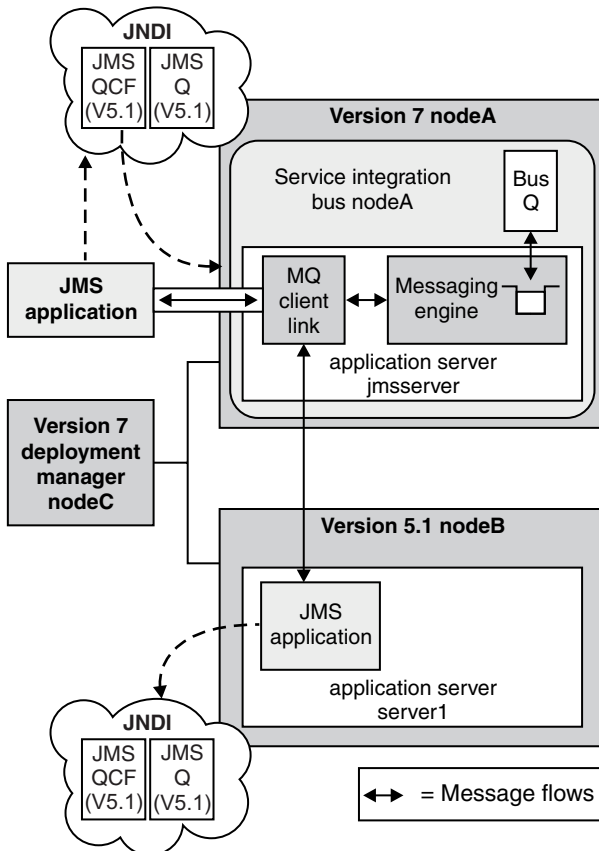 JNDI
JMS
QCF
(V5.1)
JMS
Q
(V5.1)
Version 7 nodeA
Service integration
bus nodeA
Bus
Q
JMS
application
MQ
client
link
Messaging
engine
application server
jmsserver
Version 7
deployment
manager
nodeC
Version 5.1 nodeB
JMS
application
application server
server1
JNDI
JMS
QCF
(V5.1)
JMS
Q
(V5.1)
= Message flows